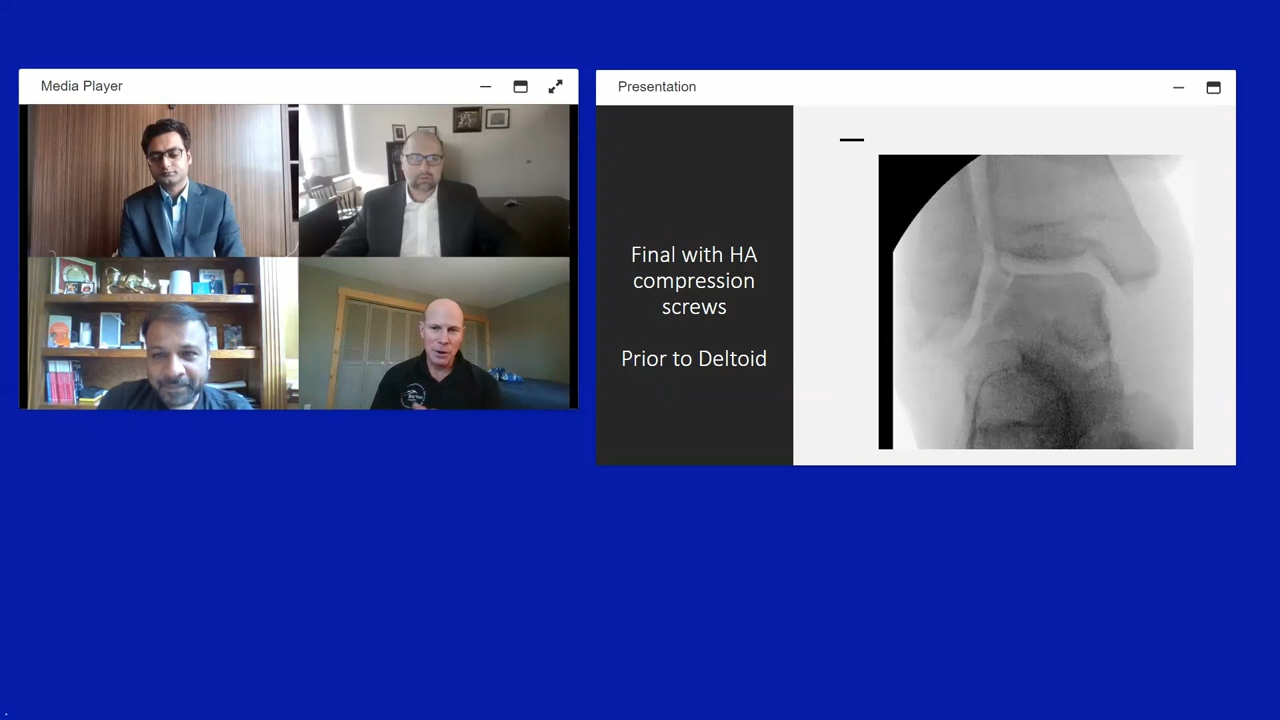 Media Player
Presentation
Final with HA
compression
screws
Prior to Deltoid